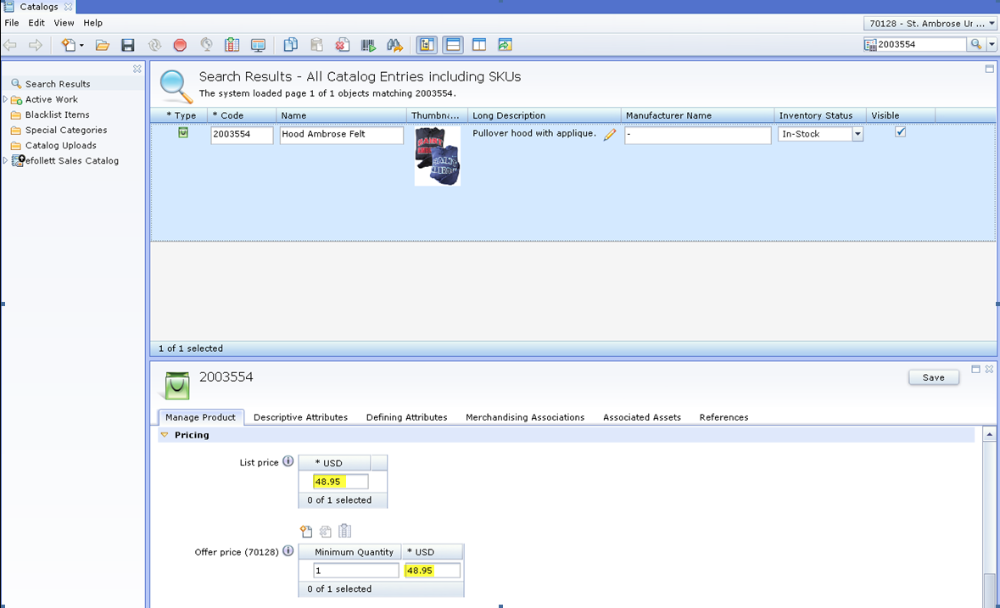 Catalogs
File Edit View Help
70128 - St. Ambrose Ur ...
2003554
Search Results
Active Work
Blacklist Items
Special Categories
Catalog Uploads
efollett Sales Catalog
Search Results - All Catalog Entries including SKUs
The system loaded page 1 of 1 objects matching 2003554.
* Type * Code Name Thumbna... Long Description Manufacturer Name Inventory Status Visible
2003554 Hood Ambrose Felt Pullover hood with applique. - In-Stock
1 of 1 selected
2003554
Save
Manage Product Descriptive Attributes Defining Attributes Merchandising Associations Associated Assets References
Pricing
List price * USD
48.95
0 of 1 selected
Offer price (70128) Minimum Quantity * USD
1 48.95
0 of 1 selected